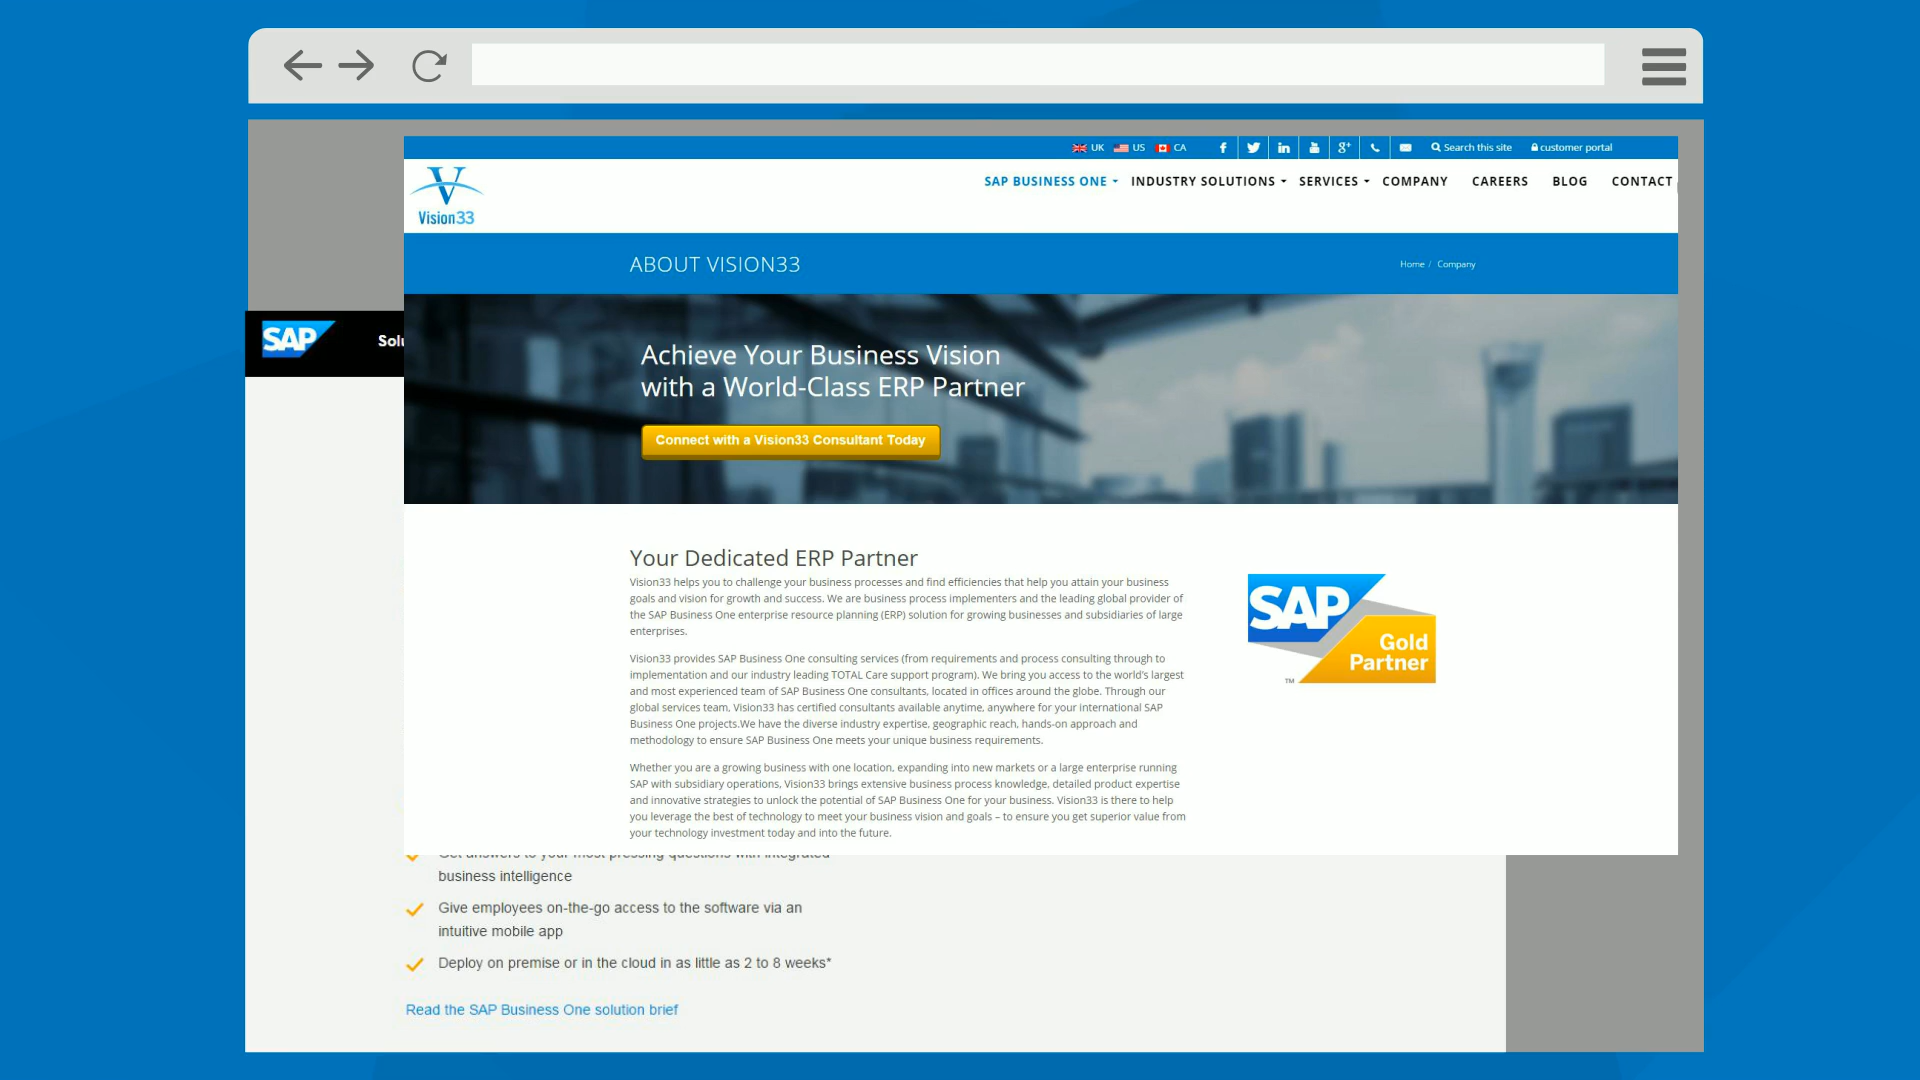 UK US CA Search this site customer portal
Vision33
SAP BUSINESS ONE INDUSTRY SOLUTIONS SERVICES COMPANY CAREERS BLOG CONTACT
ABOUT VISION33
Home / Company
SAP
Achieve Your Business Vision
with a World-Class ERP Partner
Connect with a Vision33 Consultant Today
Your Dedicated ERP Partner
Vision33 helps you to challenge your business processes and find efficiencies that help you attain your business
goals and vision for growth and success. We are business process implementers and the leading global provider of
the SAP Business One enterprise resource planning (ERP) solution for growing businesses and subsidiaries of large
enterprises.
Vision33 provides SAP Business One consulting services (from requirements and process consulting through to
implementation and our industry leading TOTAL Care support program). We bring you access to the world's largest
and most experienced team of SAP Business One consultants, located in offices around the globe. Through our
global services team, Vision33 has certified consultants available anytime, anywhere for your international SAP
Business One projects.We have the diverse industry expertise, geographic reach, hands-on approach and
methodology to ensure SAP Business One meets your unique business requirements.
Whether you are a growing business with one location, expanding into new markets or a large enterprise running
SAP with subsidiary operations, Vision33 brings extensive business process knowledge, detailed product expertise
and innovative strategies to unlock the potential of SAP Business One for your business. Vision33 is there to help
you leverage the best of technology to meet your business vision and goals – to ensure you get superior value from
your technology investment today and into the future.
SAP
Gold
Partner
TM
Get answers to your most pressing questions with integrated
business intelligence
Give employees on-the-go access to the software via an
intuitive mobile app
Deploy on premise or in the cloud in as little as 2 to 8 weeks*
Read the SAP Business One solution brief